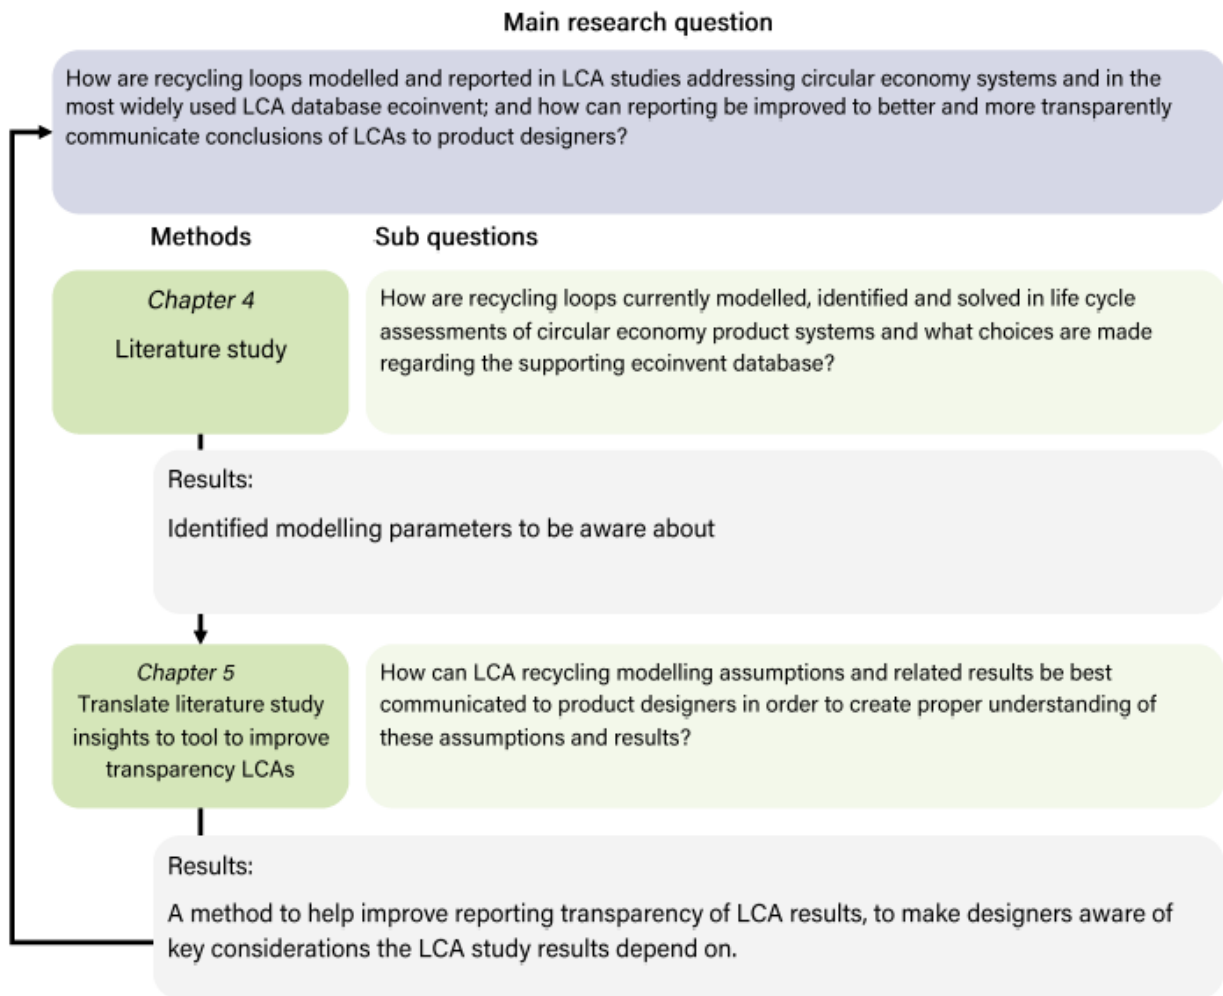 Main research question
How are recycling loops modelled and reported in LCA studies addressing circular economy systems and in the
most widely used LCA database ecoinvent; and how can reporting be improved to better and more transparently
communicate conclusions of LCAs to product designers?
Methods
Sub questions
Chapter 4
Literature study
How are recycling loops currently modelled, identified and solved in life cycle
assessments of circular economy product systems and what choices are made
regarding the supporting ecoinvent database?
Results:
Identified modelling parameters to be aware about
Chapter 5
Translate literature study
insights to tool to improve
transparency LCAs
How can LCA recycling modelling assumptions and related results be best
communicated to product designers in order to create proper understanding of
these assumptions and results?
Results:
A method to help improve reporting transparency of LCA results, to make designers aware of
key considerations the LCA study results depend on.